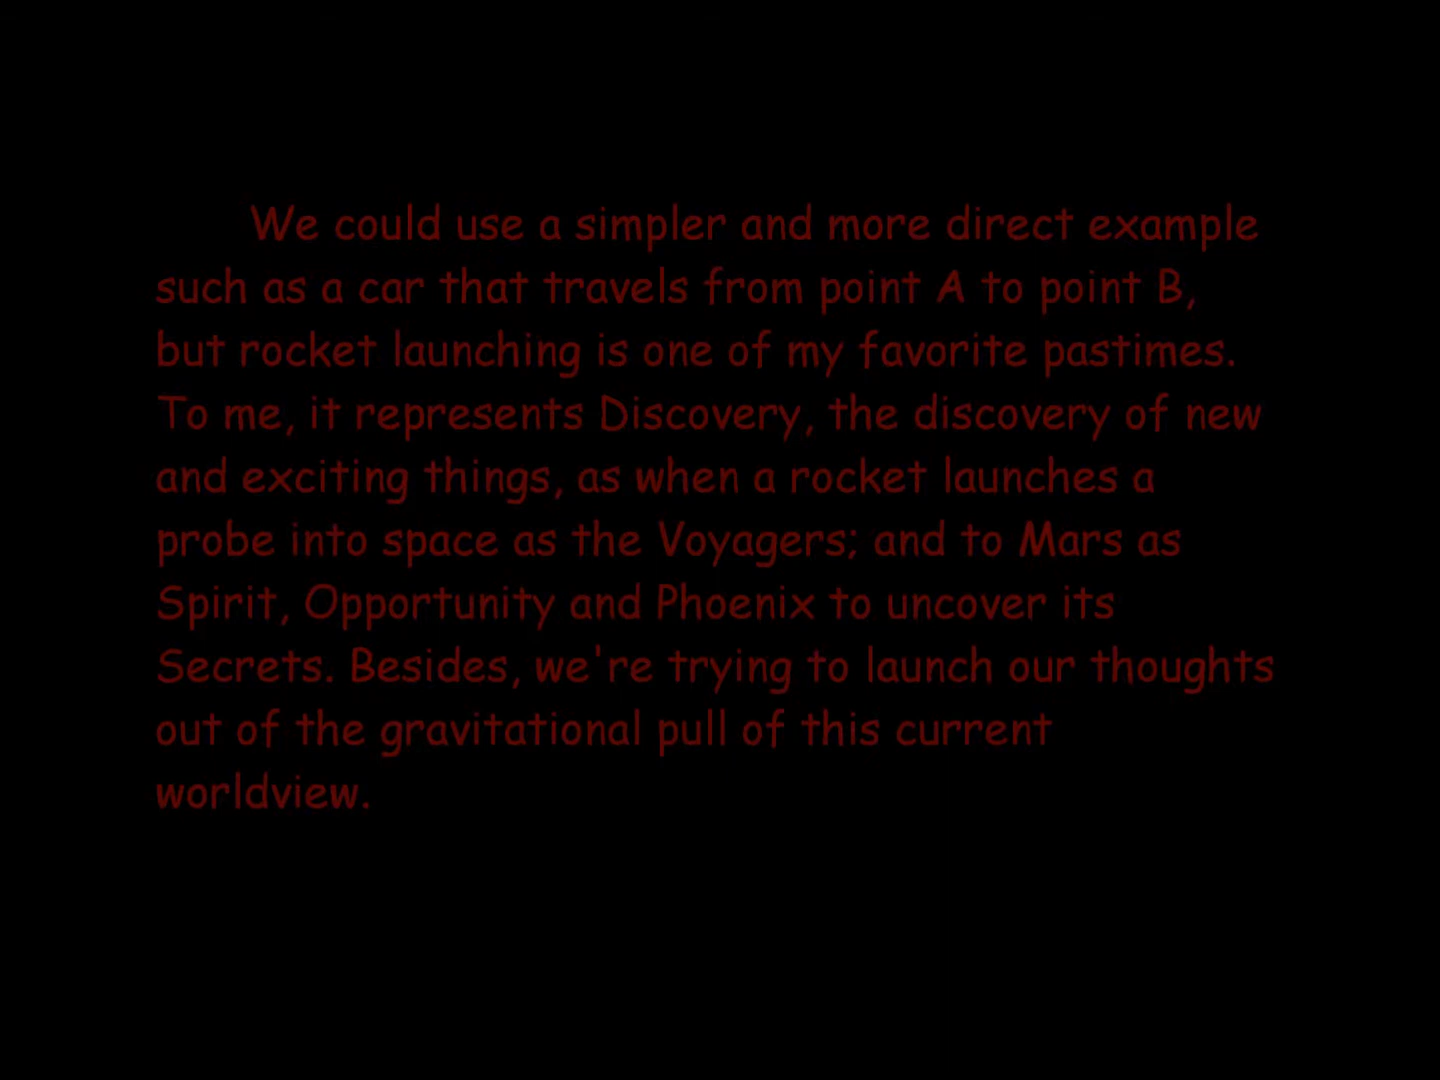 We could use a simpler and more direct example
such as a car that travels from point A to point B,
but rocket launching is one of my favorite pastimes.
To me, it represents Discovery, the discovery of new
and exciting things, as when a rocket launches a
probe into space as the Voyagers; and to Mars as
Spirit, Opportunity and Phoenix to uncover its
Secrets. Besides, we're trying to launch our thoughts
out of the gravitational pull of this current
worldview.